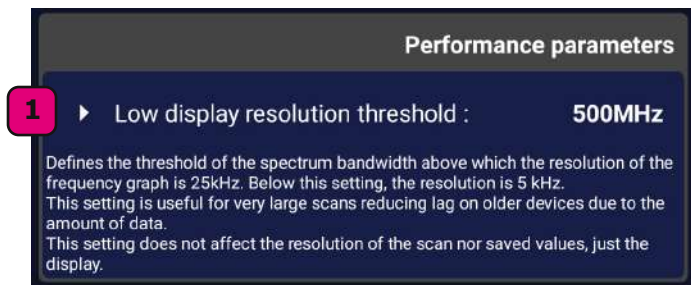 Performance parameters
1
Low display resolution threshold : 500MHz
Defines the threshold of the spectrum bandwidth above which the resolution of the
frequency graph is 25kHz. Below this setting, the resolution is 5 kHz.
This setting is useful for very large scans reducing lag on older devices due to the
amount of data.
This setting does not affect the resolution of the scan nor saved values, just the
display.